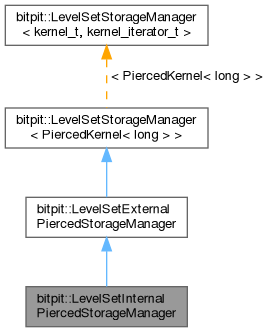 bitpit::LevelSetStorageManager
< kernel_t, kernel_iterator_t >
< PiercedKernel< long > >
bitpit::LevelSetStorageManager
< PiercedKernel< long > >
bitpit::LevelSetExternal
PiercedStorageManager
bitpit::LevelSetInternal
PiercedStorageManager